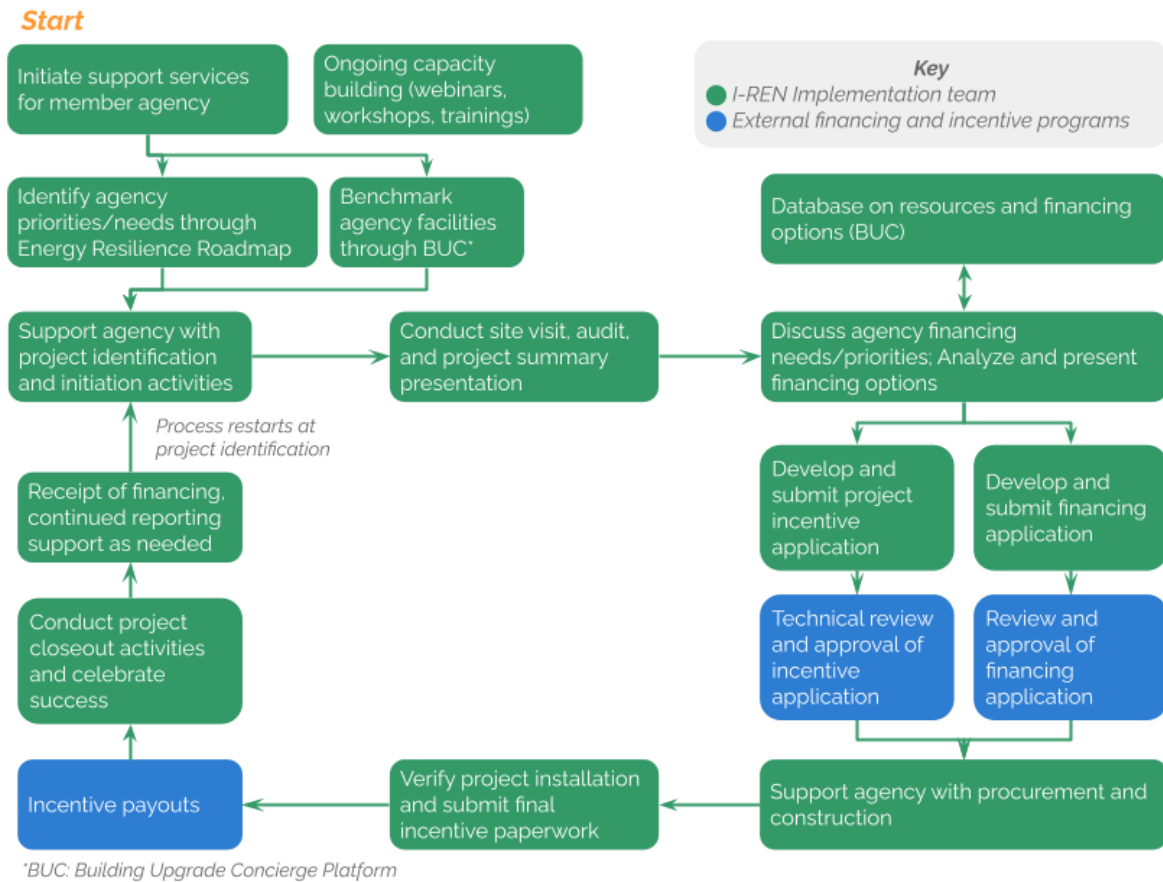 Start
Initiate support services
for member agency
Ongoing capacity
building (webinars,
workshops, trainings)
Key
I-REN Implementation team
External financing and incentive programs
Identify agency
priorities/needs through
Energy Resilience Roadmap
Benchmark
agency facilities
through BUC*
Database on resources and financing
options (BUC)
Support agency with
project identification
and initiation activities
Conduct site visit, audit,
and project summary
presentation
Discuss agency financing
needs/priorities; Analyze and present
financing options
Process restarts at
project identification
Receipt of financing,
continued reporting
support as needed
Develop and
submit project
incentive
application
Develop and
submit financing
application
Conduct project
closeout activities
and celebrate
success
Technical review
and approval of
incentive
application
Review and
approval of
financing
application
Incentive payouts
Verify project installation
and submit final
incentive paperwork
Support agency with procurement and
construction
*BUC: Building Upgrade Concierge Platform